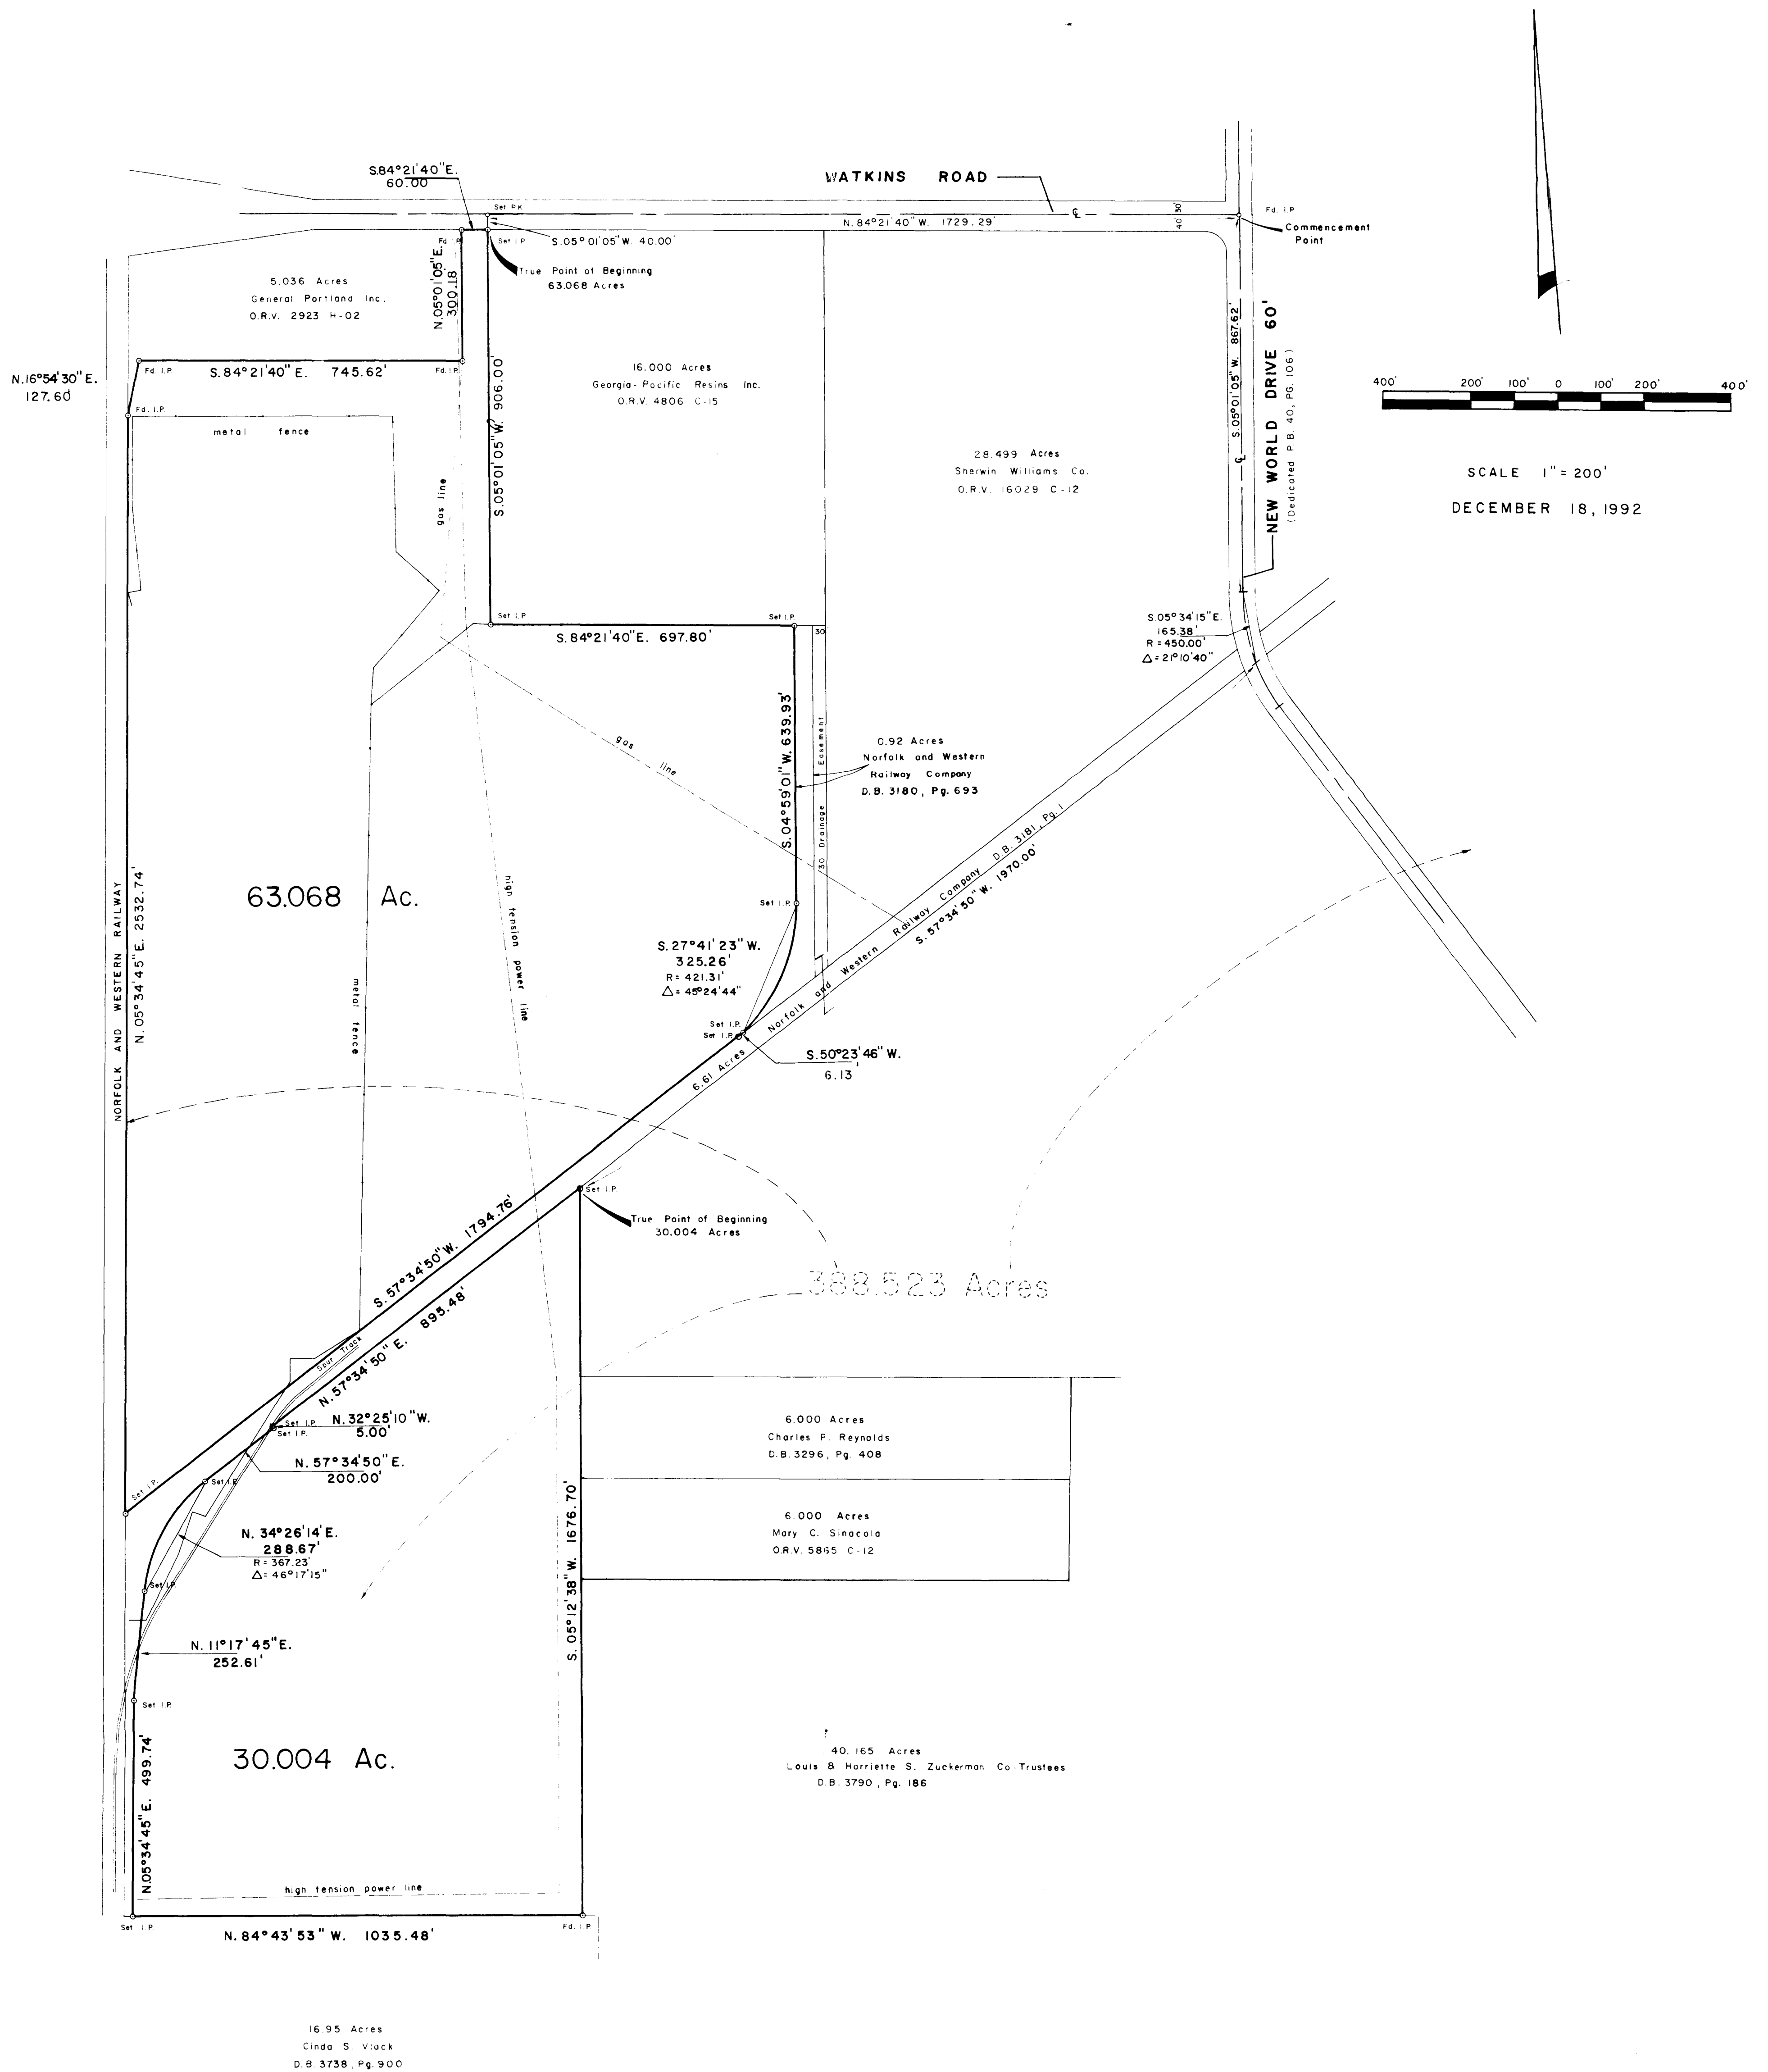 S.84°21'40"E.
60.00
WATKINS ROAD
Set P.K.
N.84°21'40"W. 1729.29'
40' 30'
Fd. I.P.
Commencement
Point
Fd. I.P.
Set I.P.
S.05°01'05"W. 40.00'
True Point of Beginning
63.068 Acres
N.05°01'05"E.
300.18'
5.036 Acres
General Portland Inc.
O.R.V. 2923 H-02
N.16°54'30"E.
127.60'
Fd. I.P.
S.84°21'40"E. 745.62'
Fd. I.P.
Fd. I.P.
metal fence
gas line
S.05°01'05"W. 906.00'
16.000 Acres
Georgia-Pacific Resins Inc.
O.R.V. 4806 C-15
28.499 Acres
Sherwin Williams Co.
O.R.V. 16029 C-12
S.05°01'05"W. 867.62'
NEW WORLD DRIVE 60'
(Dedicated P.B. 40, PG. 106)
400' 200' 100' 0 100' 200' 400'
SCALE 1" = 200'
DECEMBER 18, 1992
Set I.P.
S.84°21'40"E. 697.80'
Set I.P.
30
S.05°34'15"E.
165.38'
R = 450.00'
Δ = 21°10'40"
S.04°59'01"W. 639.93'
30 Drainage Easement
0.92 Acres
Norfolk and Western
Railway Company
D.B. 3180, Pg. 693
gas line
high tension power line
63.068 Ac.
NORFOLK AND WESTERN RAILWAY
N.05°34'45"E. 2532.74'
metal fence
Set I.P.
S.27°41'23"W.
325.26'
R = 421.31'
Δ = 45°24'44"
Set I.P.
Set I.P.
S.50°23'46"W.
6.13'
6.61 Acres Norfolk and Western Railway Company D.B. 3181, Pg. 1
S. 57°34'50"W. 1970.00'
Set I.P.
True Point of Beginning
30.004 Acres
S. 57°34'50"W. 1794.76'
N. 57°34'50"E. 895.48'
Spur Track
388.523 Acres
Set I.P.
N.32°25'10"W.
5.00'
Set I.P.
N.57°34'50"E.
200.00'
Set I.P.
Set I.P.
N. 34°26'14"E.
288.67'
R = 367.23'
Δ = 46°17'15"
Set I.P.
6.000 Acres
Charles P. Reynolds
D.B. 3296, Pg. 408
6.000 Acres
Mary C. Sinacola
O.R.V. 5865 C-12
S. 05°12'38"W. 1676.70'
N. 11°17'45"E.
252.61'
Set I.P.
N.05°34'45"E. 499.74'
30.004 Ac.
40.165 Acres
Louis & Harriette S. Zuckerman Co-Trustees
D.B. 3790, Pg. 186
high tension power line
Set I.P.
Fd. I.P.
N. 84°43'53"W. 1035.48'
16.95 Acres
Cinda S.
D.B. 3738, Pg. 900